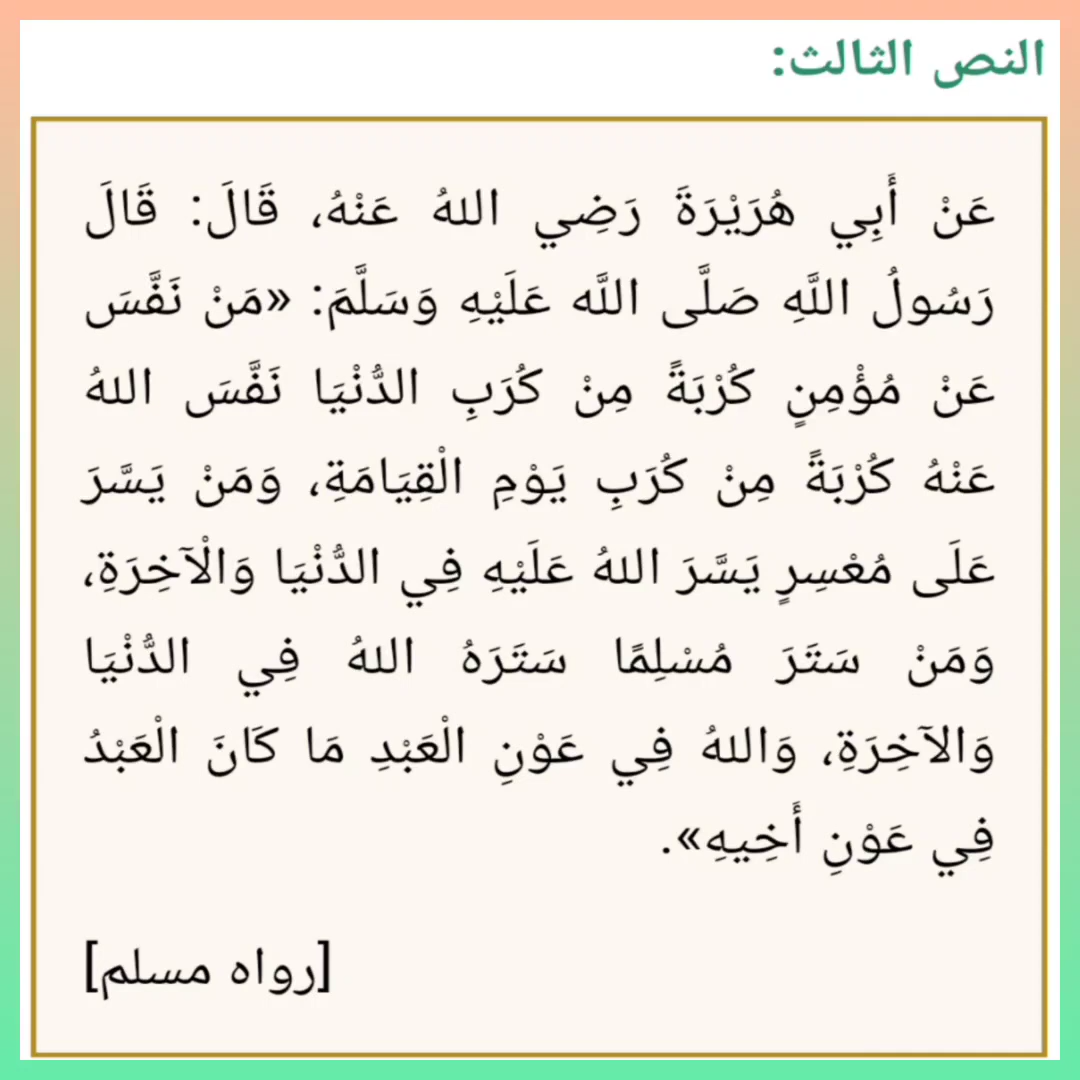 النص الثالث:
عَنْ أَبِي هُرَيْرَةَ رَضِي اللهُ عَنْهُ، قَالَ: قَالَ
رَسُولُ اللَّهِ صَلَّى اللَّه عَلَيْهِ وَسَلَّمَ: «مَنْ نَفَّسَ
عَنْ مُؤْمِنٍ كُرْبَةً مِنْ كُرَبِ الدُّنْيَا نَفَّسَ اللهُ
عَنْهُ كُرْبَةً مِنْ كُرَبِ يَوْمِ الْقِيَامَةِ، وَمَنْ يَسَّرَ
عَلَى مُعْسِرٍ يَسَّرَ اللهُ عَلَيْهِ فِي الدُّنْيَا وَالْآخِرَةِ،
وَمَنْ سَتَرَ مُسْلِمًا سَتَرَهُ اللهُ فِي الدُّنْيَا
وَالآخِرَةِ، وَاللهُ فِي عَوْنِ الْعَبْدِ مَا كَانَ الْعَبْدُ
فِي عَوْنِ أَخِيهِ».
[رواه مسلم]